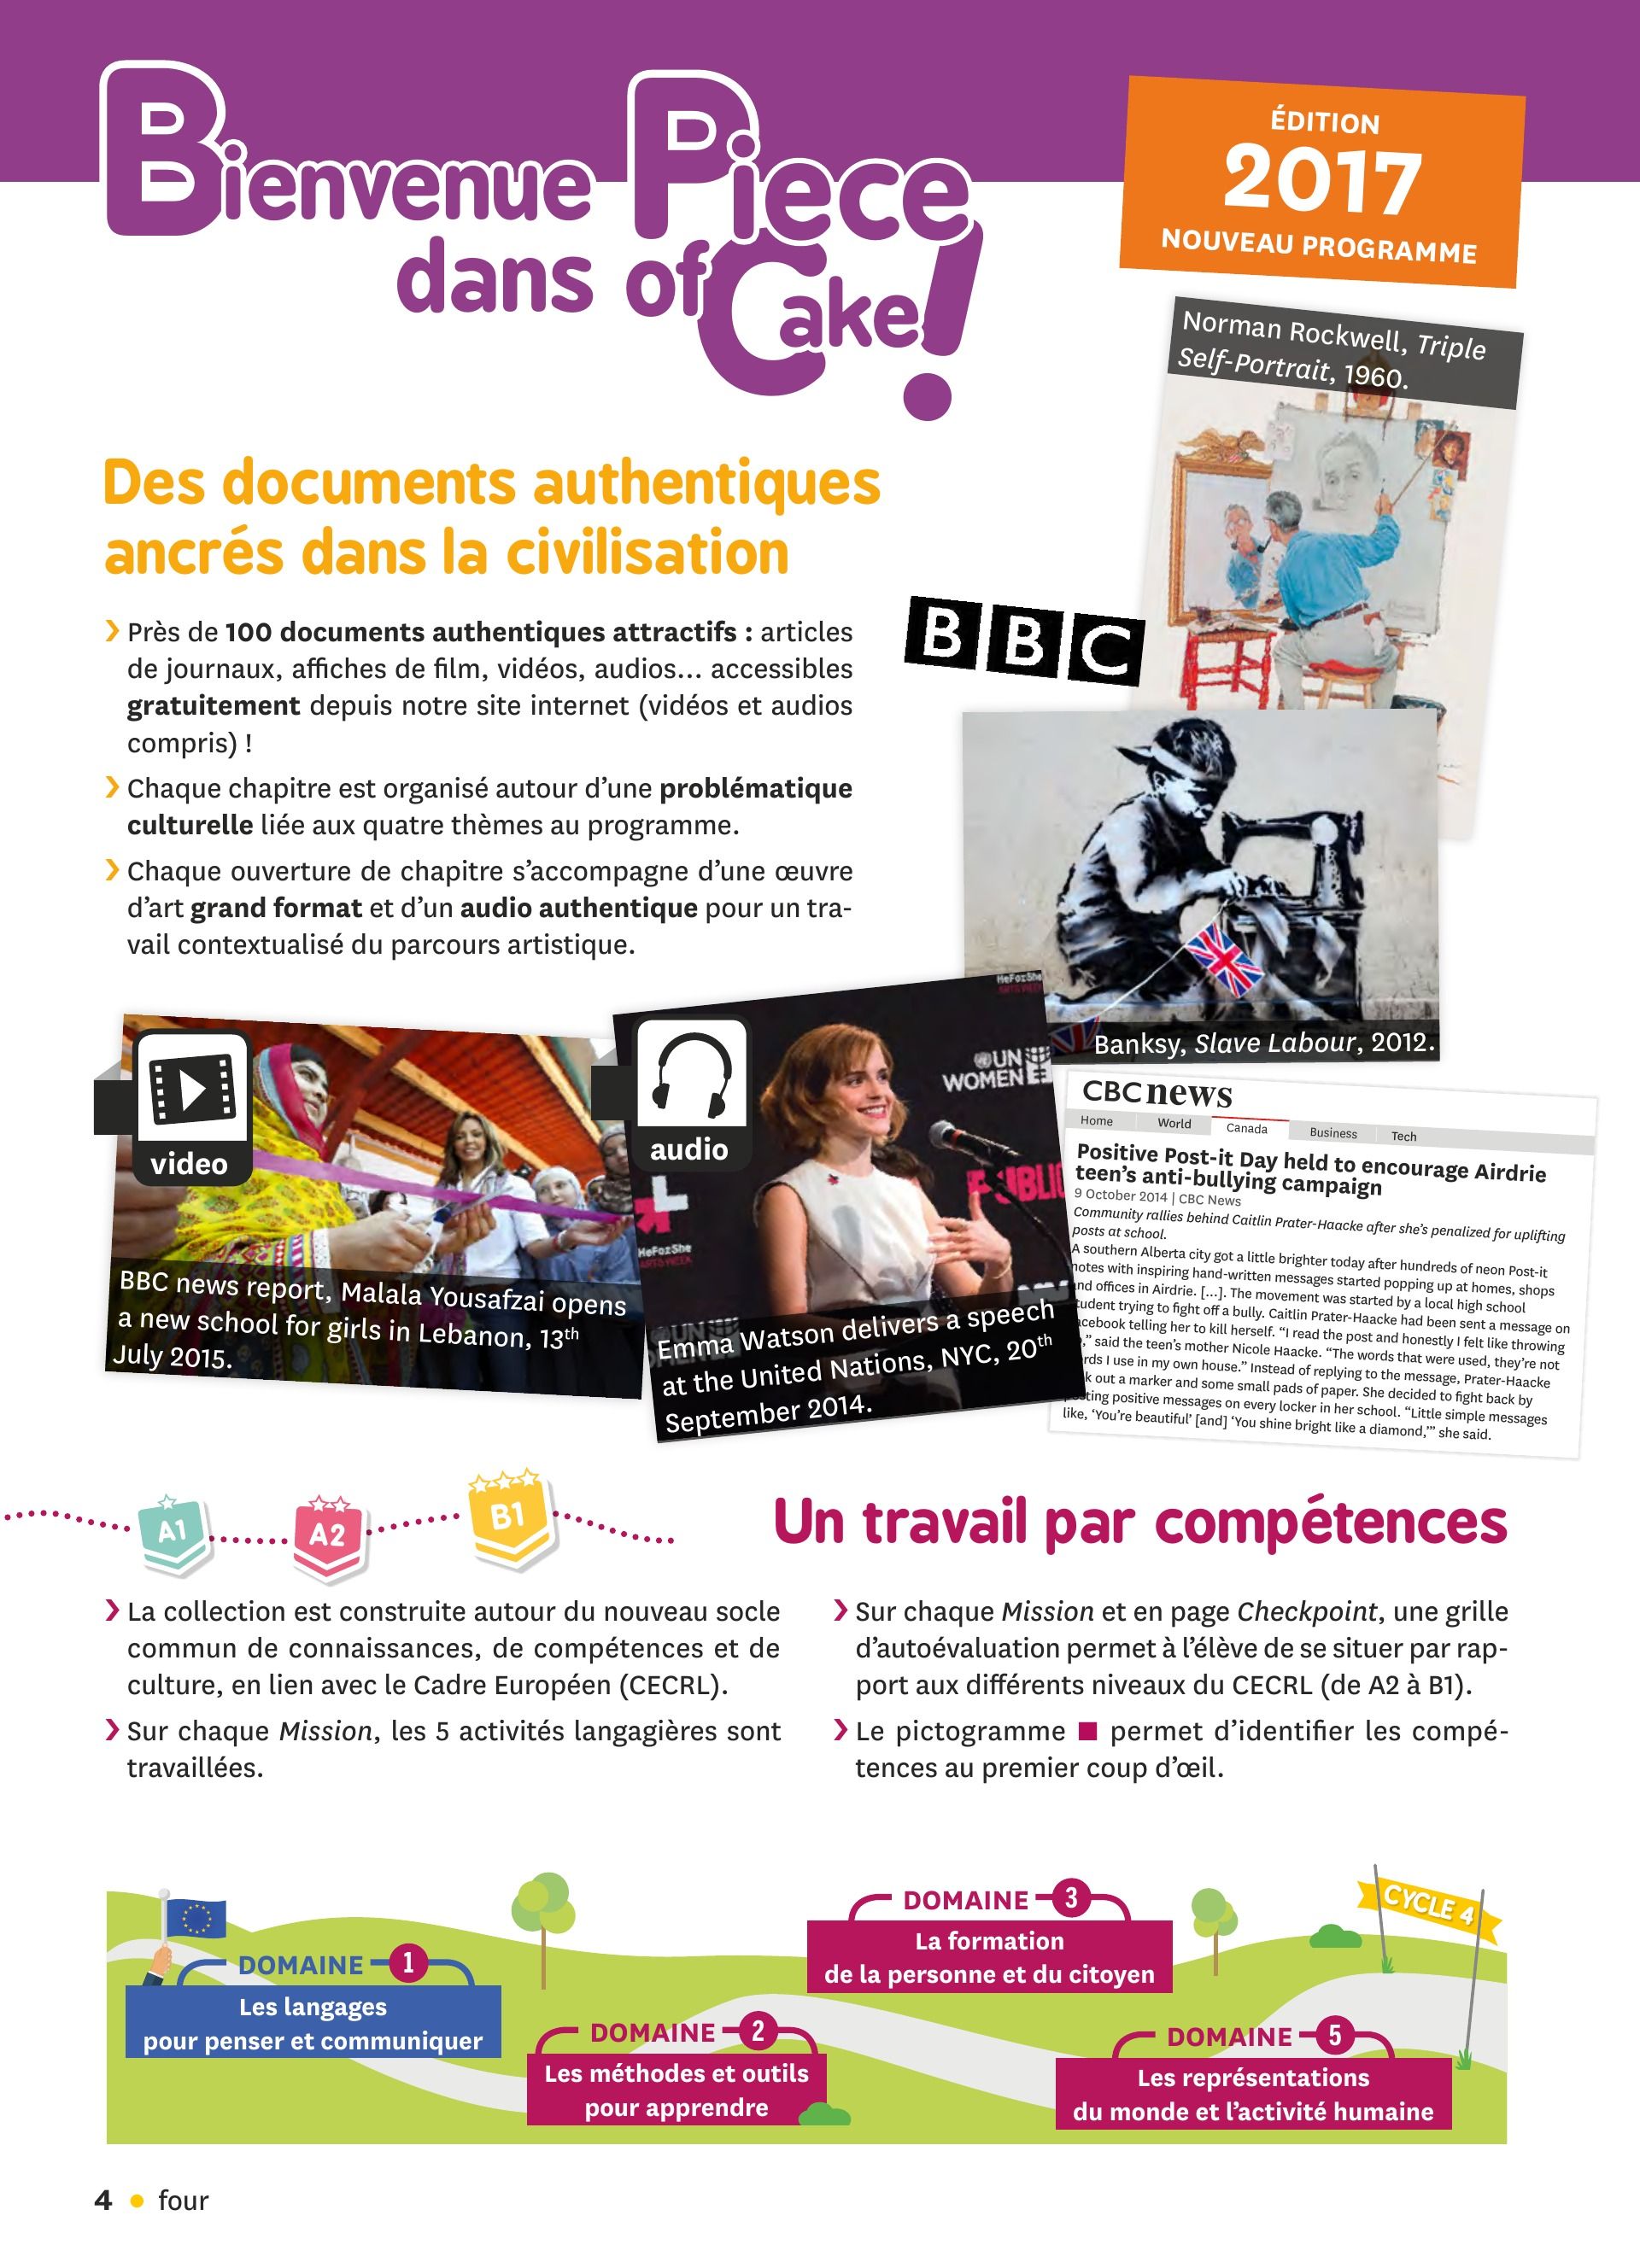 Bienvenue
dans
Piece
of Cake!
ÉDITION
2017
NOUVEAU PROGRAMME
Norman Rockwell, Triple
Self-Portrait, 1960.
Des documents authentiques
ancrés dans la civilisation
› Près de 100 documents authentiques attractifs : articles
de journaux, affiches de film, vidéos, audios... accessibles
gratuitement depuis notre site internet (vidéos et audios
compris) !
› Chaque chapitre est organisé autour d'une problématique
culturelle liée aux quatre thèmes au programme.
› Chaque ouverture de chapitre s'accompagne d'une œuvre
d'art grand format et d'un audio authentique pour un tra-
vail contextualisé du parcours artistique.
BBC
Banksy, Slave Labour, 2012.
video
BBC news report, Malala Yousafzai opens
a new school for girls in Lebanon, 13th
July 2015.
audio
HeForShe
ARTS WEEK
UN
WOMEN
PUBLIC
HeForShe
ARTS WEEK
UN
Emma Watson delivers a speech
at the United Nations, NYC, 20th
September 2014.
CBC news
Home World Canada Business Tech
Positive Post-it Day held to encourage Airdrie
teen's anti-bullying campaign
9 October 2014 | CBC News
Community rallies behind Caitlin Prater-Haacke after she's penalized for uplifting
posts at school.
A southern Alberta city got a little brighter today after hundreds of neon Post-it
notes with inspiring hand-written messages started popping up at homes, shops
and offices in Airdrie. [...]. The movement was started by a local high school
student trying to fight off a bully. Caitlin Prater-Haacke had been sent a message on
acebook telling her to kill herself. "I read the post and honestly I felt like throwing
," said the teen's mother Nicole Haacke. "The words that were used, they're not
rds I use in my own house." Instead of replying to the message, Prater-Haacke
k out a marker and some small pads of paper. She decided to fight back by
sting positive messages on every locker in her school. "Little simple messages
like, 'You're beautiful' [and] 'You shine bright like a diamond,'" she said.
A1
A2
B1
Un travail par compétences
› La collection est construite autour du nouveau socle
commun de connaissances, de compétences et de
culture, en lien avec le Cadre Européen (CECRL).
› Sur chaque Mission, les 5 activités langagières sont
travaillées.
› Sur chaque Mission et en page Checkpoint, une grille
d'autoévaluation permet à l'élève de se situer par rap-
port aux différents niveaux du CECRL (de A2 à B1).
› Le pictogramme ■ permet d'identifier les compé-
tences au premier coup d'œil.
DOMAINE 1
Les langages
pour penser et communiquer
DOMAINE 2
Les méthodes et outils
pour apprendre
DOMAINE 3
La formation
de la personne et du citoyen
DOMAINE 5
Les représentations
du monde et l'activité humaine
CYCLE 4
4 • four